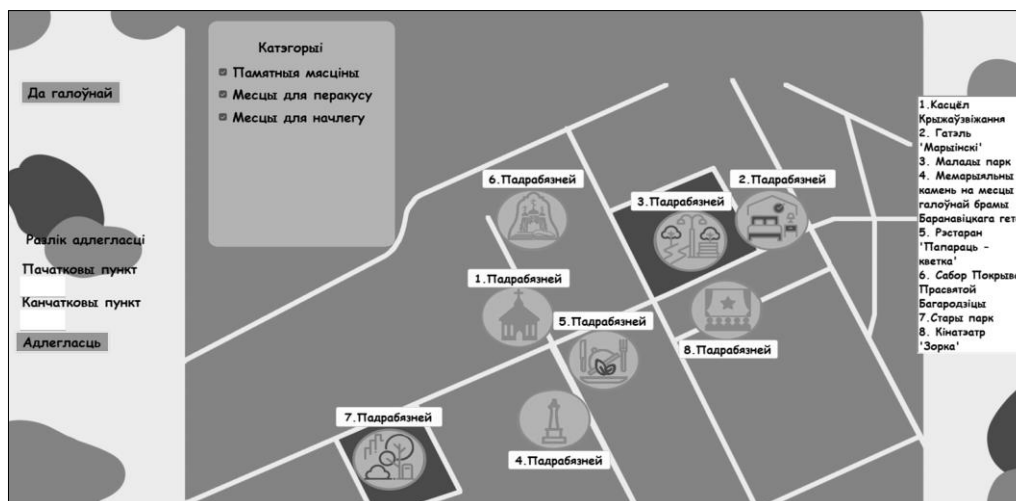 Да галоўнай
Разлік адлегласці
Пачатковы пункт
Канчатковы пункт
Адлегласць
Катэгорыі
Памятныя мясціны
Месцы для перакусу
Месцы для начлегу
6.Падрабязней
2.Падрабязней
3.Падрабязней
1.Падрабязней
5.Падрабязней
8.Падрабязней
7.Падрабязней
4.Падрабязней
1.Касцёл
Крыжаўзвіжання
2. Гатэль
'Марыінскі'
3. Малады парк
4. Мемарыяльны
камень на месцы
галоўнай брамы
Баранавіцкага гет
5. Рэстаран
'Папараць -
кветка'
6. Сабор Покрыва
Прасвятой
Багародзіцы
7.Стары парк
8. Кінатэатр
'Зорка'